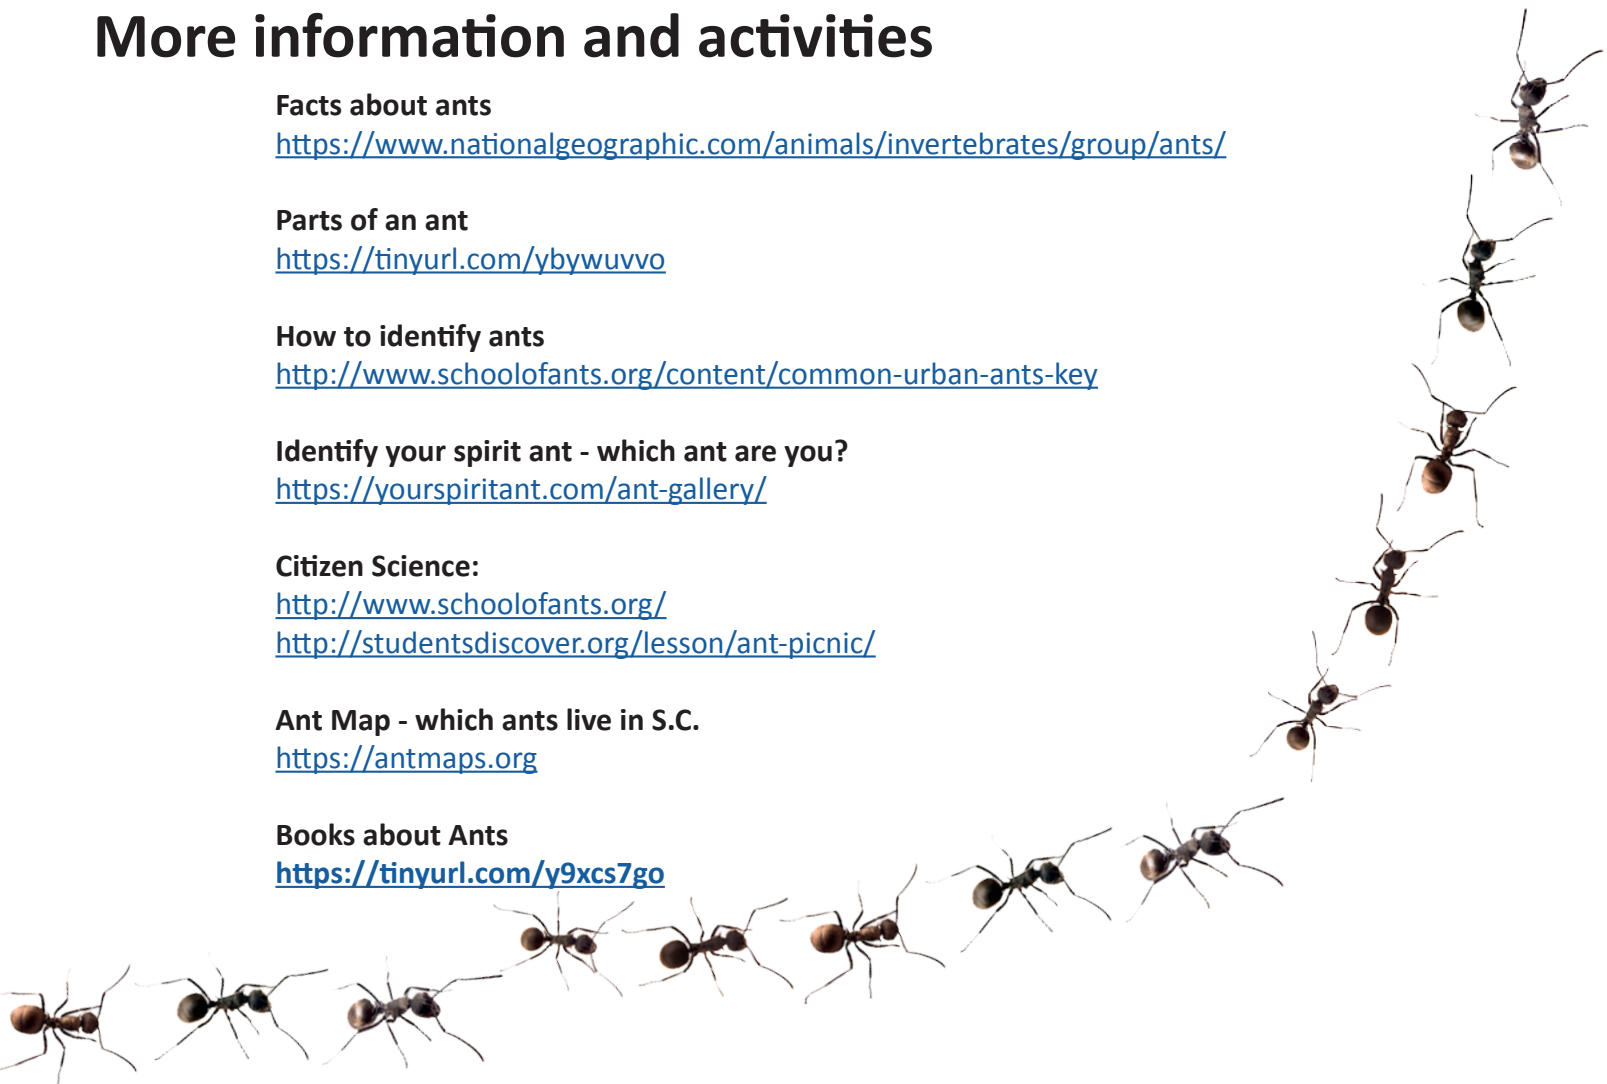 More information and activities
Facts about ants
https://www.nationalgeographic.com/animals/invertebrates/group/ants/
Parts of an ant
https://tinyurl.com/ybywuvvo
How to identify ants
http://www.schoolofants.org/content/common-urban-ants-key
Identify your spirit ant - which ant are you?
https://yourspiritant.com/ant-gallery/
Citizen Science:
http://www.schoolofants.org/
http://studentsdiscover.org/lesson/ant-picnic/
Ant Map - which ants live in S.C.
https://antmaps.org
Books about Ants
https://tinyurl.com/y9xcs7go